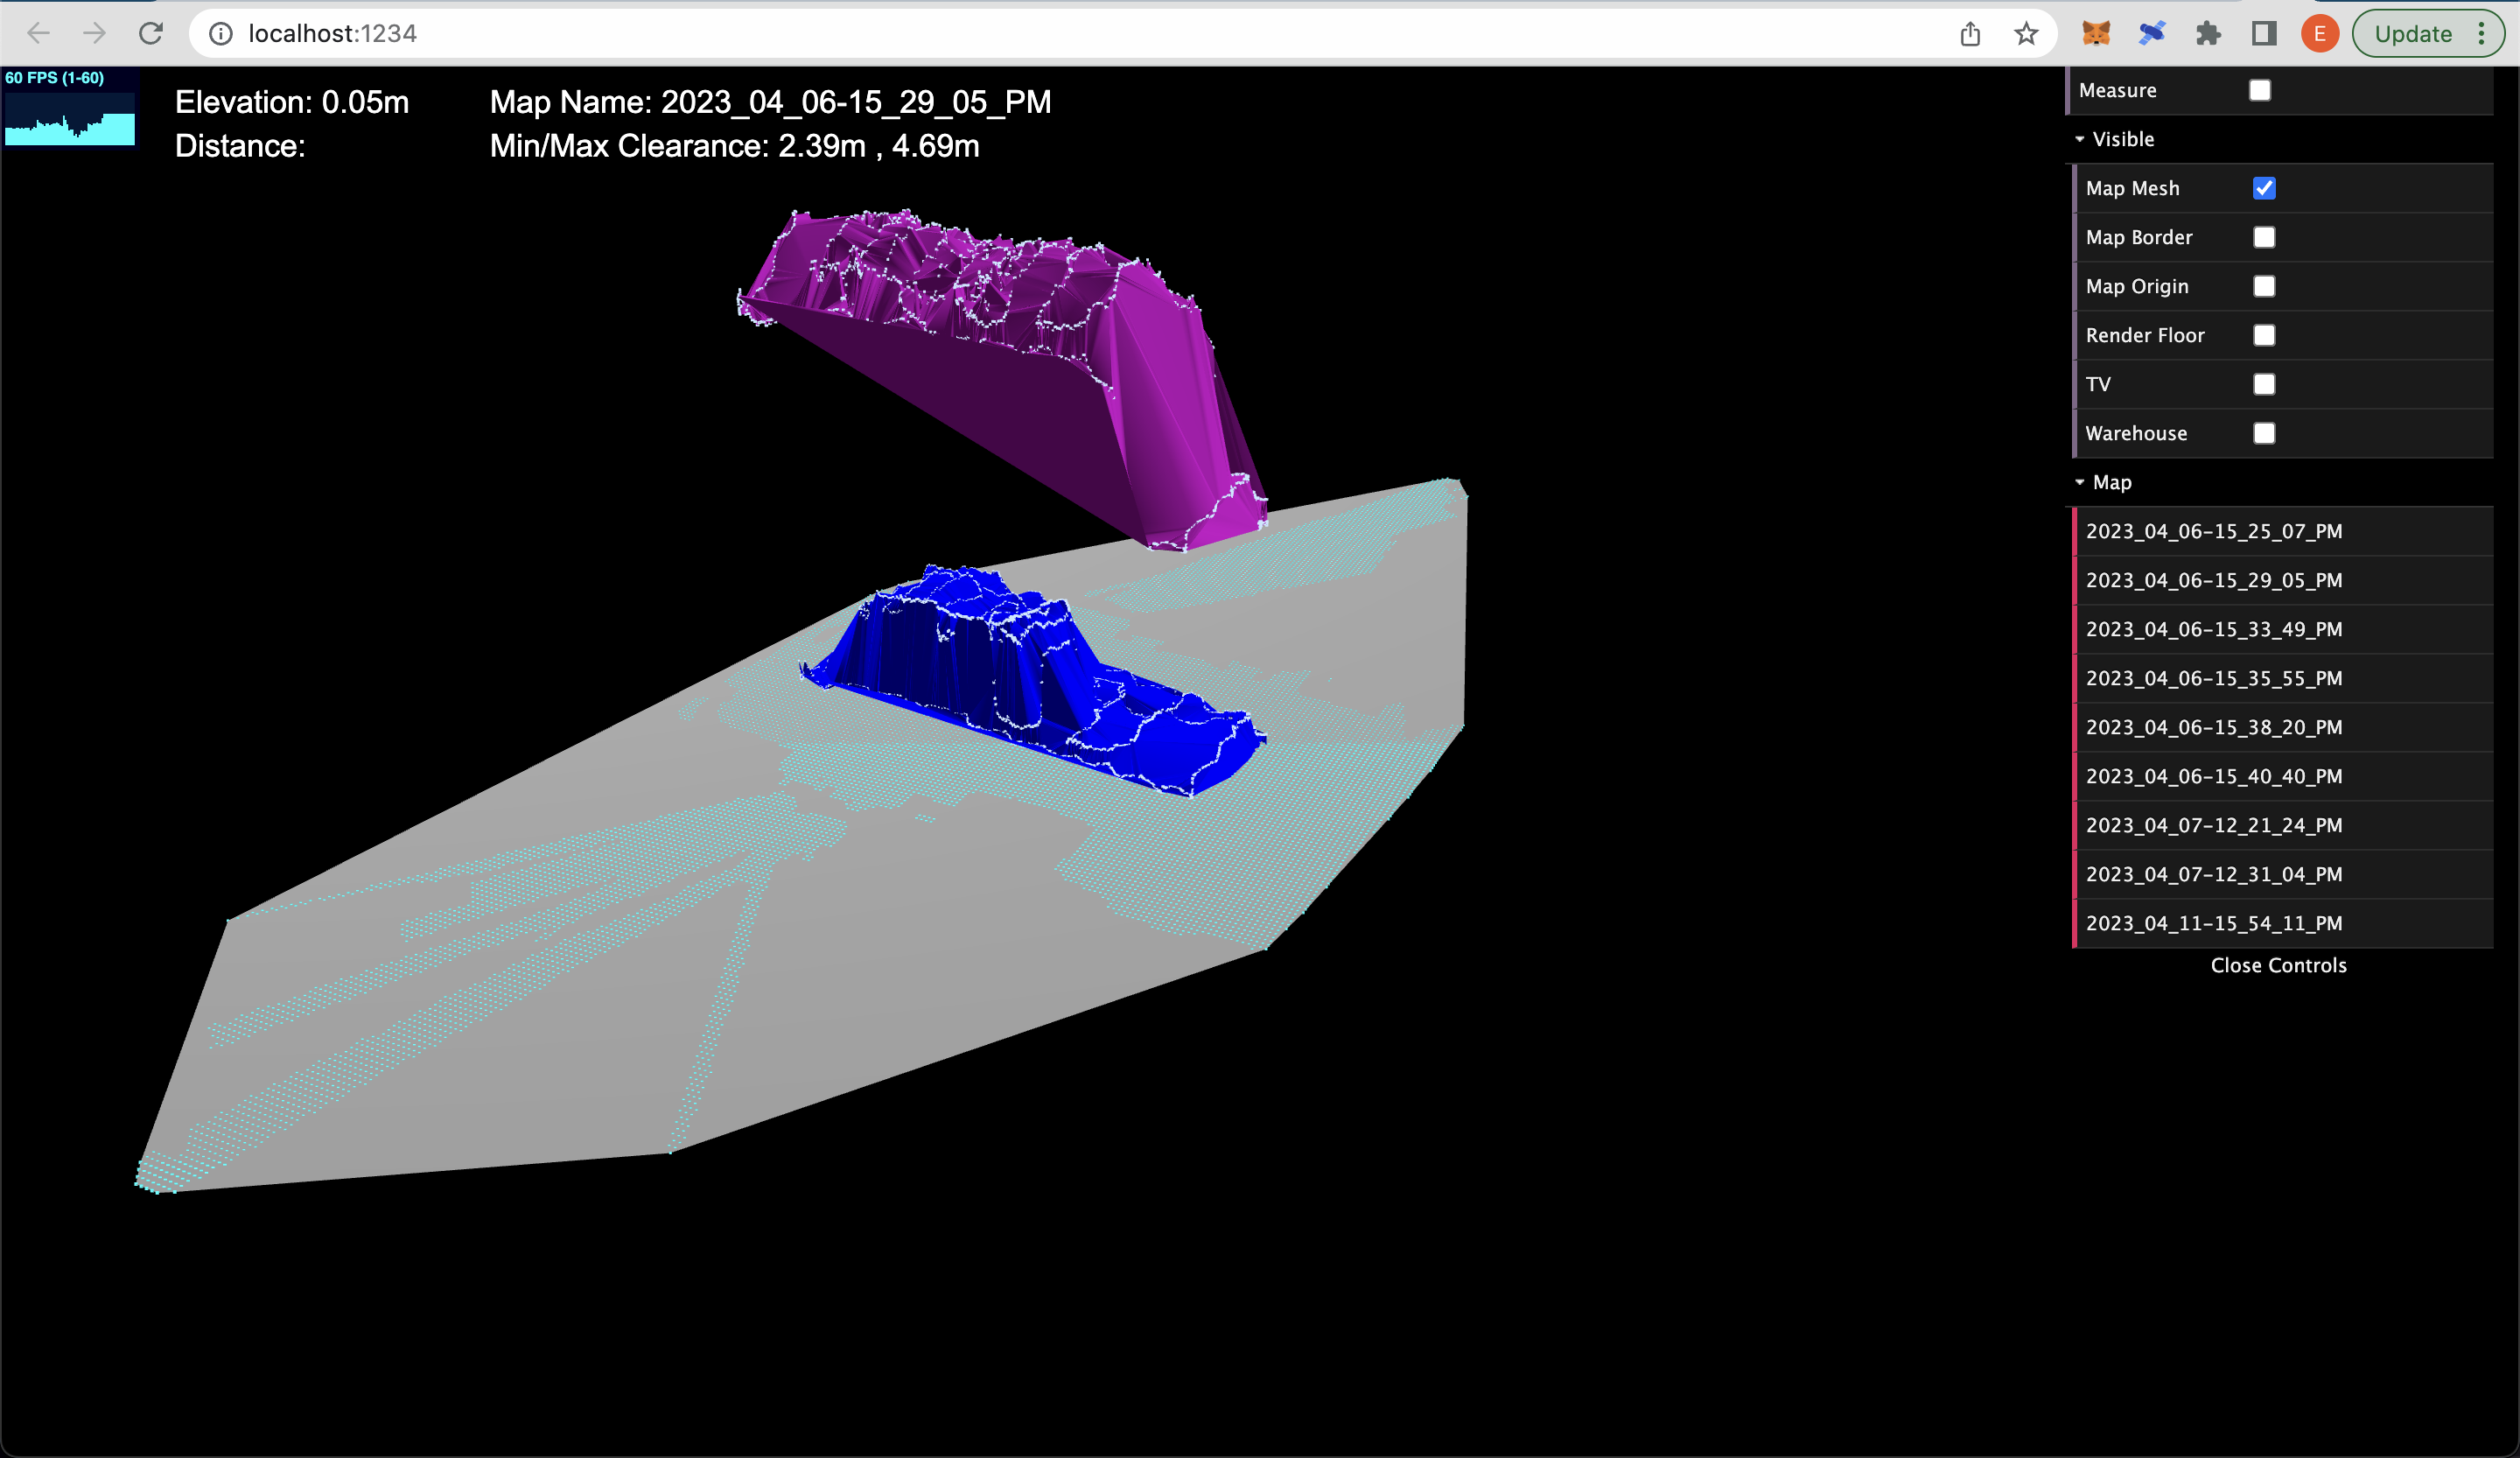 localhost:1234
E
Update
60 FPS (1-60)
Elevation: 0.05m
Map Name: 2023_04_06-15_29_05_PM
Distance:
Min/Max Clearance: 2.39m , 4.69m
Measure
Visible
Map Mesh
Map Border
Map Origin
Render Floor
TV
Warehouse
Map
2023_04_06-15_25_07_PM
2023_04_06-15_29_05_PM
2023_04_06-15_33_49_PM
2023_04_06-15_35_55_PM
2023_04_06-15_38_20_PM
2023_04_06-15_40_40_PM
2023_04_07-12_21_24_PM
2023_04_07-12_31_04_PM
2023_04_11-15_54_11_PM
Close Controls